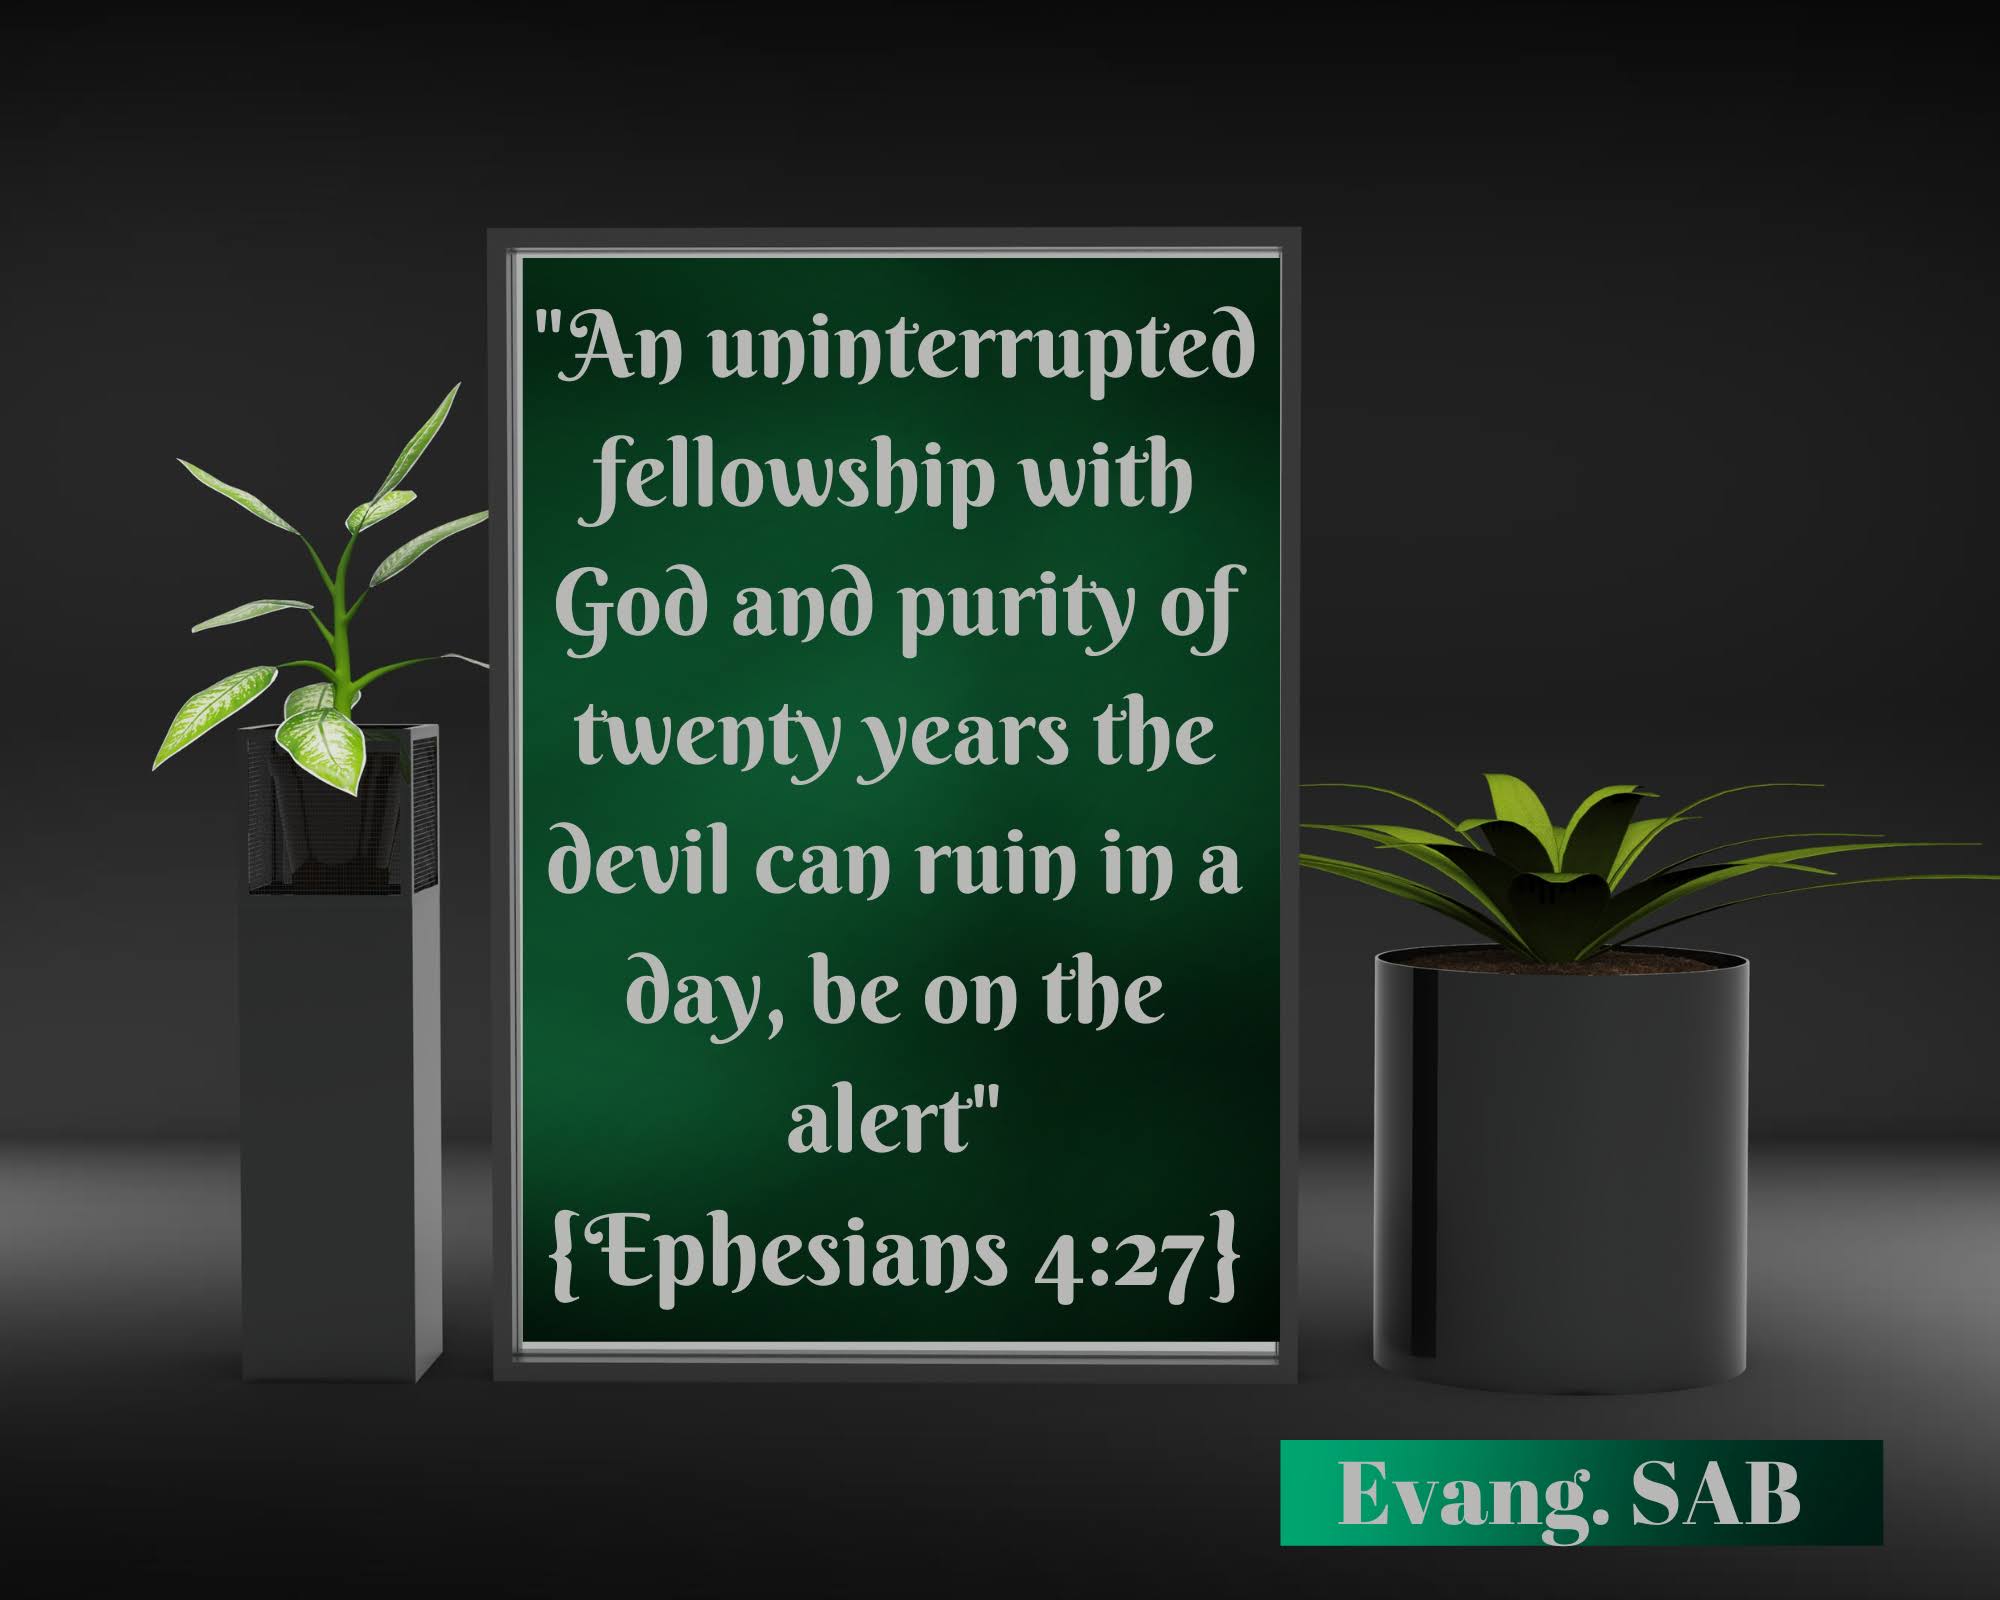 "An uninterrupted
fellowship with
God and purity of
twenty years the
devil can ruin in a
day, be on the
alert"
{Ephesians 4:27}
Evang. SAB